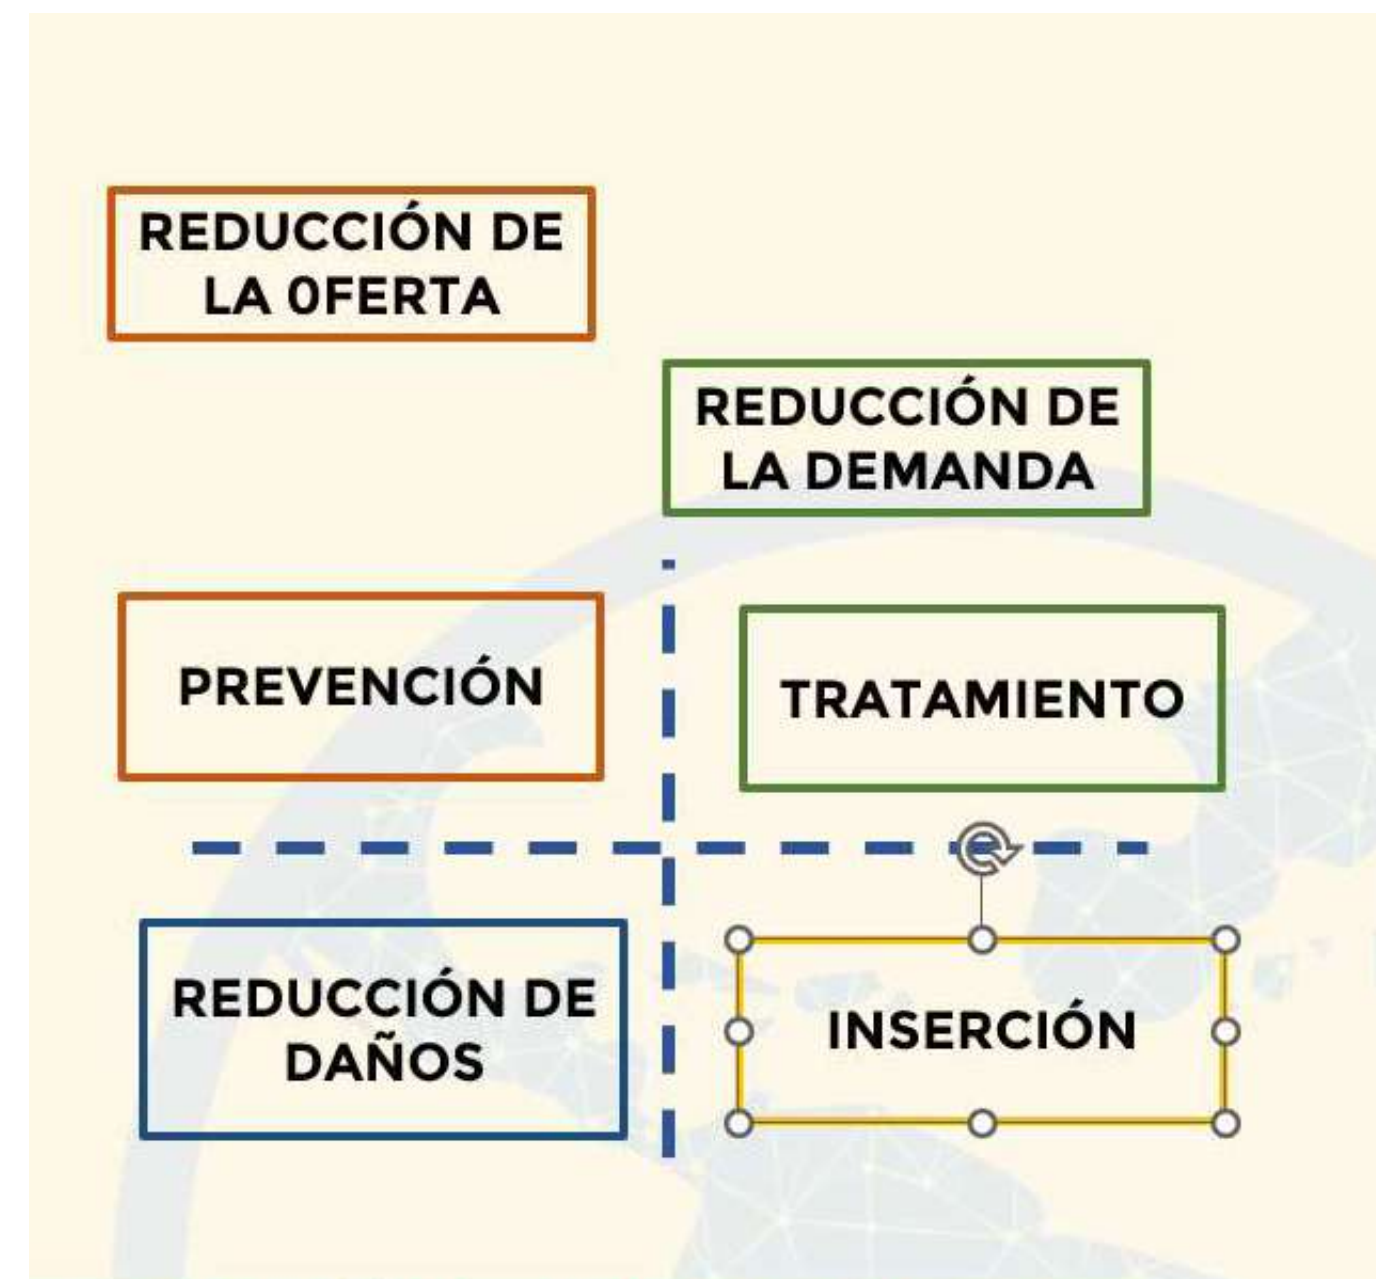 REDUCCIÓN DE
LA 0FERTA
REDUCCIÓN DE
LA DEMANDA
PREVENCIÓN
TRATAMIENTO
REDUCCIÓN DE
DAÑOS
INSERCIÓN